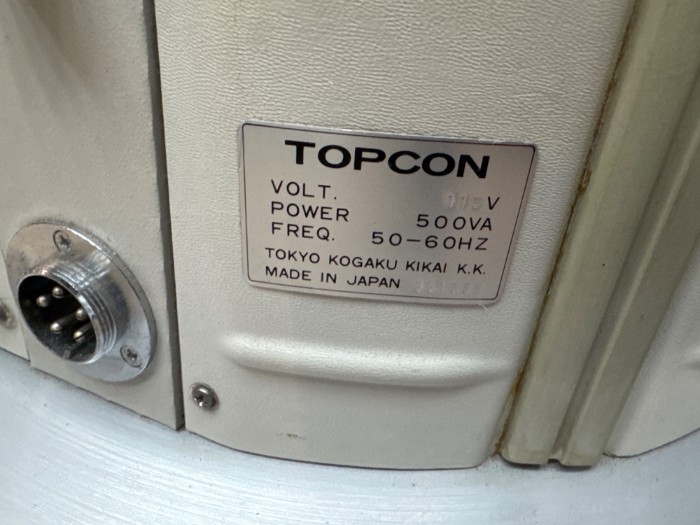 TOPCON
VOLT. V
POWER 500VA
FREQ. 50-60HZ
TOKYO KOGAKU KIKAI K.K.
MADE IN JAPAN